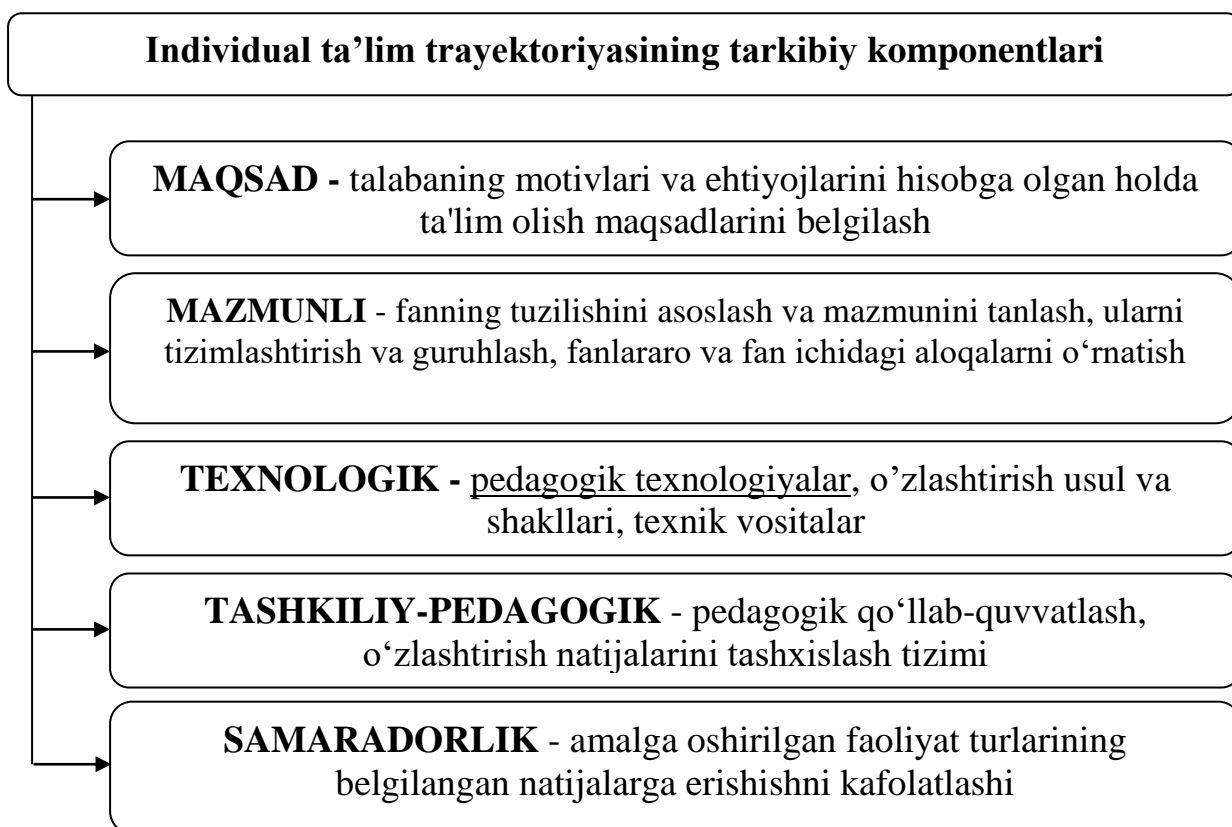 Individual ta’lim trayektoriyasining tarkibiy komponentlari
MAQSAD - talabaning motivlari va ehtiyojlarini hisobga olgan holda
ta'lim olish maqsadlarini belgilash
MAZMUNLI - fanning tuzilishini asoslash va mazmunini tanlash, ularni
tizimlashtirish va guruhlash, fanlararo va fan ichidagi aloqalarni o‘rnatish
TEXNOLOGIK - pedagogik texnologiyalar, o’zlashtirish usul va
shakllari, texnik vositalar
TASHKILIY-PEDAGOGIK - pedagogik qo‘llab-quvvatlash,
o‘zlashtirish natijalarini tashxislash tizimi
SAMARADORLIK - amalga oshirilgan faoliyat turlarining
belgilangan natijalarga erishishni kafolatlashi